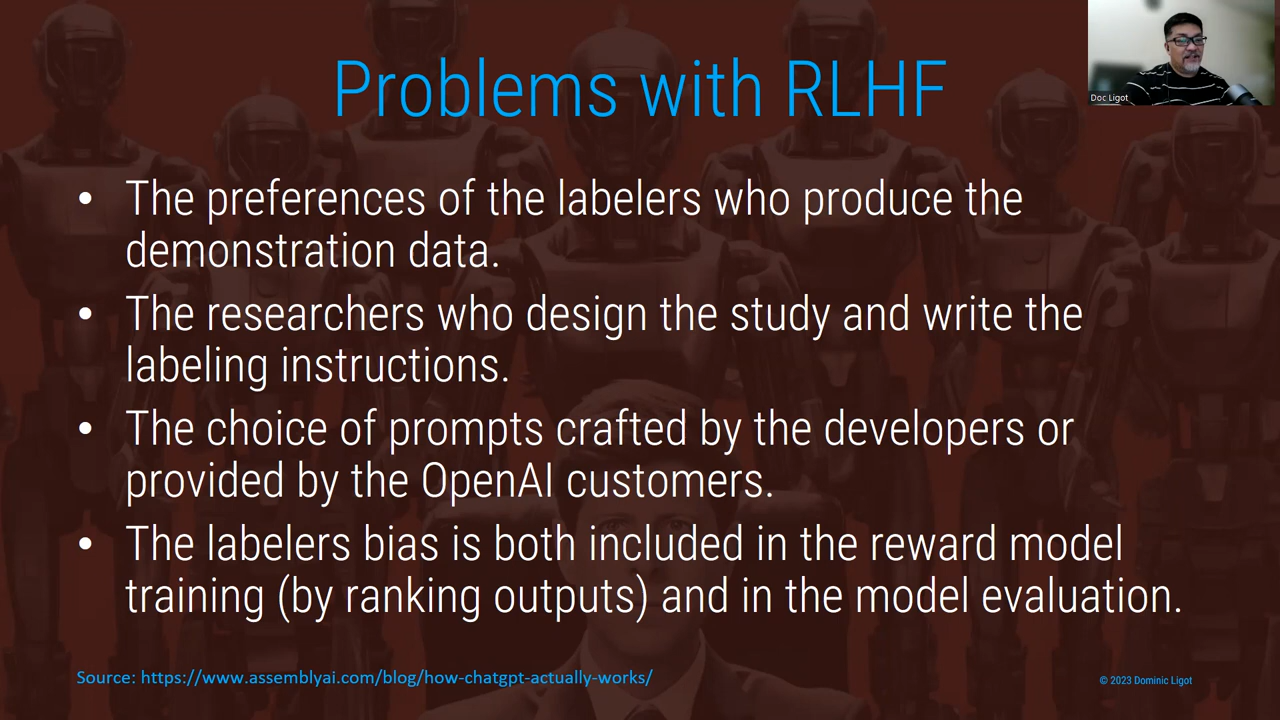 Problems with RLHF
Doc Ligot
• The preferences of the labelers who produce the
demonstration data.
• The researchers who design the study and write the
labeling instructions.
• The choice of prompts crafted by the developers or
provided by the OpenAI customers.
• The labelers bias is both included in the reward model
training (by ranking outputs) and in the model evaluation.
Source: https://www.assemblyai.com/blog/how-chatgpt-actually-works/
© 2023 Dominic Ligot